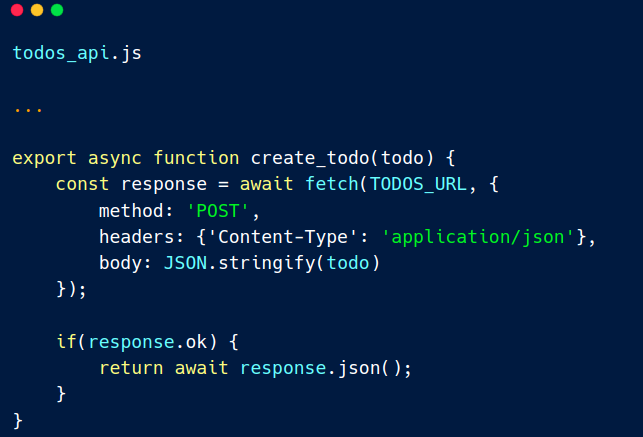 todos_api.js
...
export async function create_todo(todo) {
    const response = await fetch(TODOS_URL, {
        method: 'POST',
        headers: {'Content-Type': 'application/json'},
        body: JSON.stringify(todo)
    });
    if(response.ok) {
        return await response.json();
    }
}